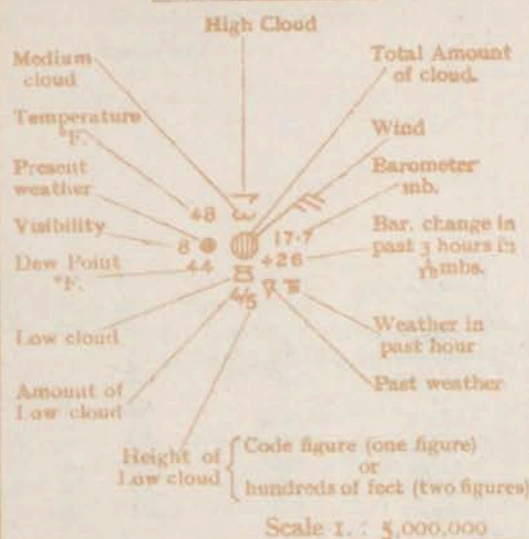 High Cloud
Medium
cloud
Total Amount
of cloud.
Temperature
°F.
Wind
Present
weather
Barometer
mb.
48
Visibility
8
17.7
Bar. change in
past 3 hours in
1/10 mbs.
Dew Point
°F.
44
+26
4/5
Low cloud
Weather in
past hour
Amount of
Low cloud
Past weather
Height of
Low cloud
Code figure (one figure)
or
hundreds of feet (two figures)
Scale 1. : 5,000,000